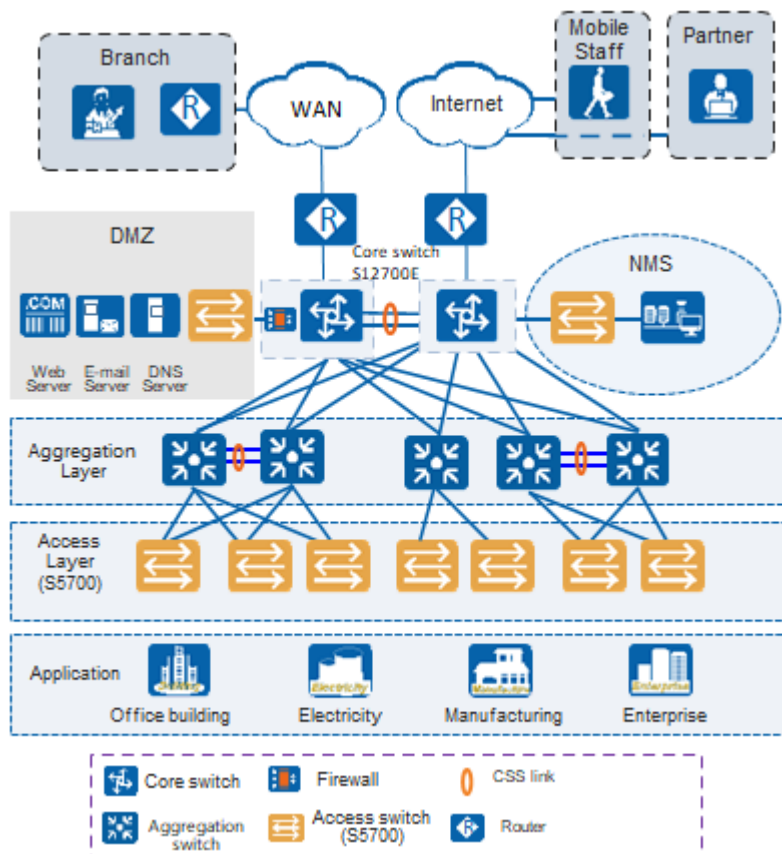 Branch
WAN
Internet
Mobile
Staff
Partner
R
R
R
DMZ
Core switch
S12700E
NMS
.COM
Web
Server
E-mail
Server
DNS
Server
Aggregation
Layer
Access
Layer
(S5700)
Application
Electricity
Enterprise
Office building
Electricity
Manufacturing
Enterprise
Core switch
Firewall
CSS link
Aggregation
switch
Access switch
(S5700)
R
Router